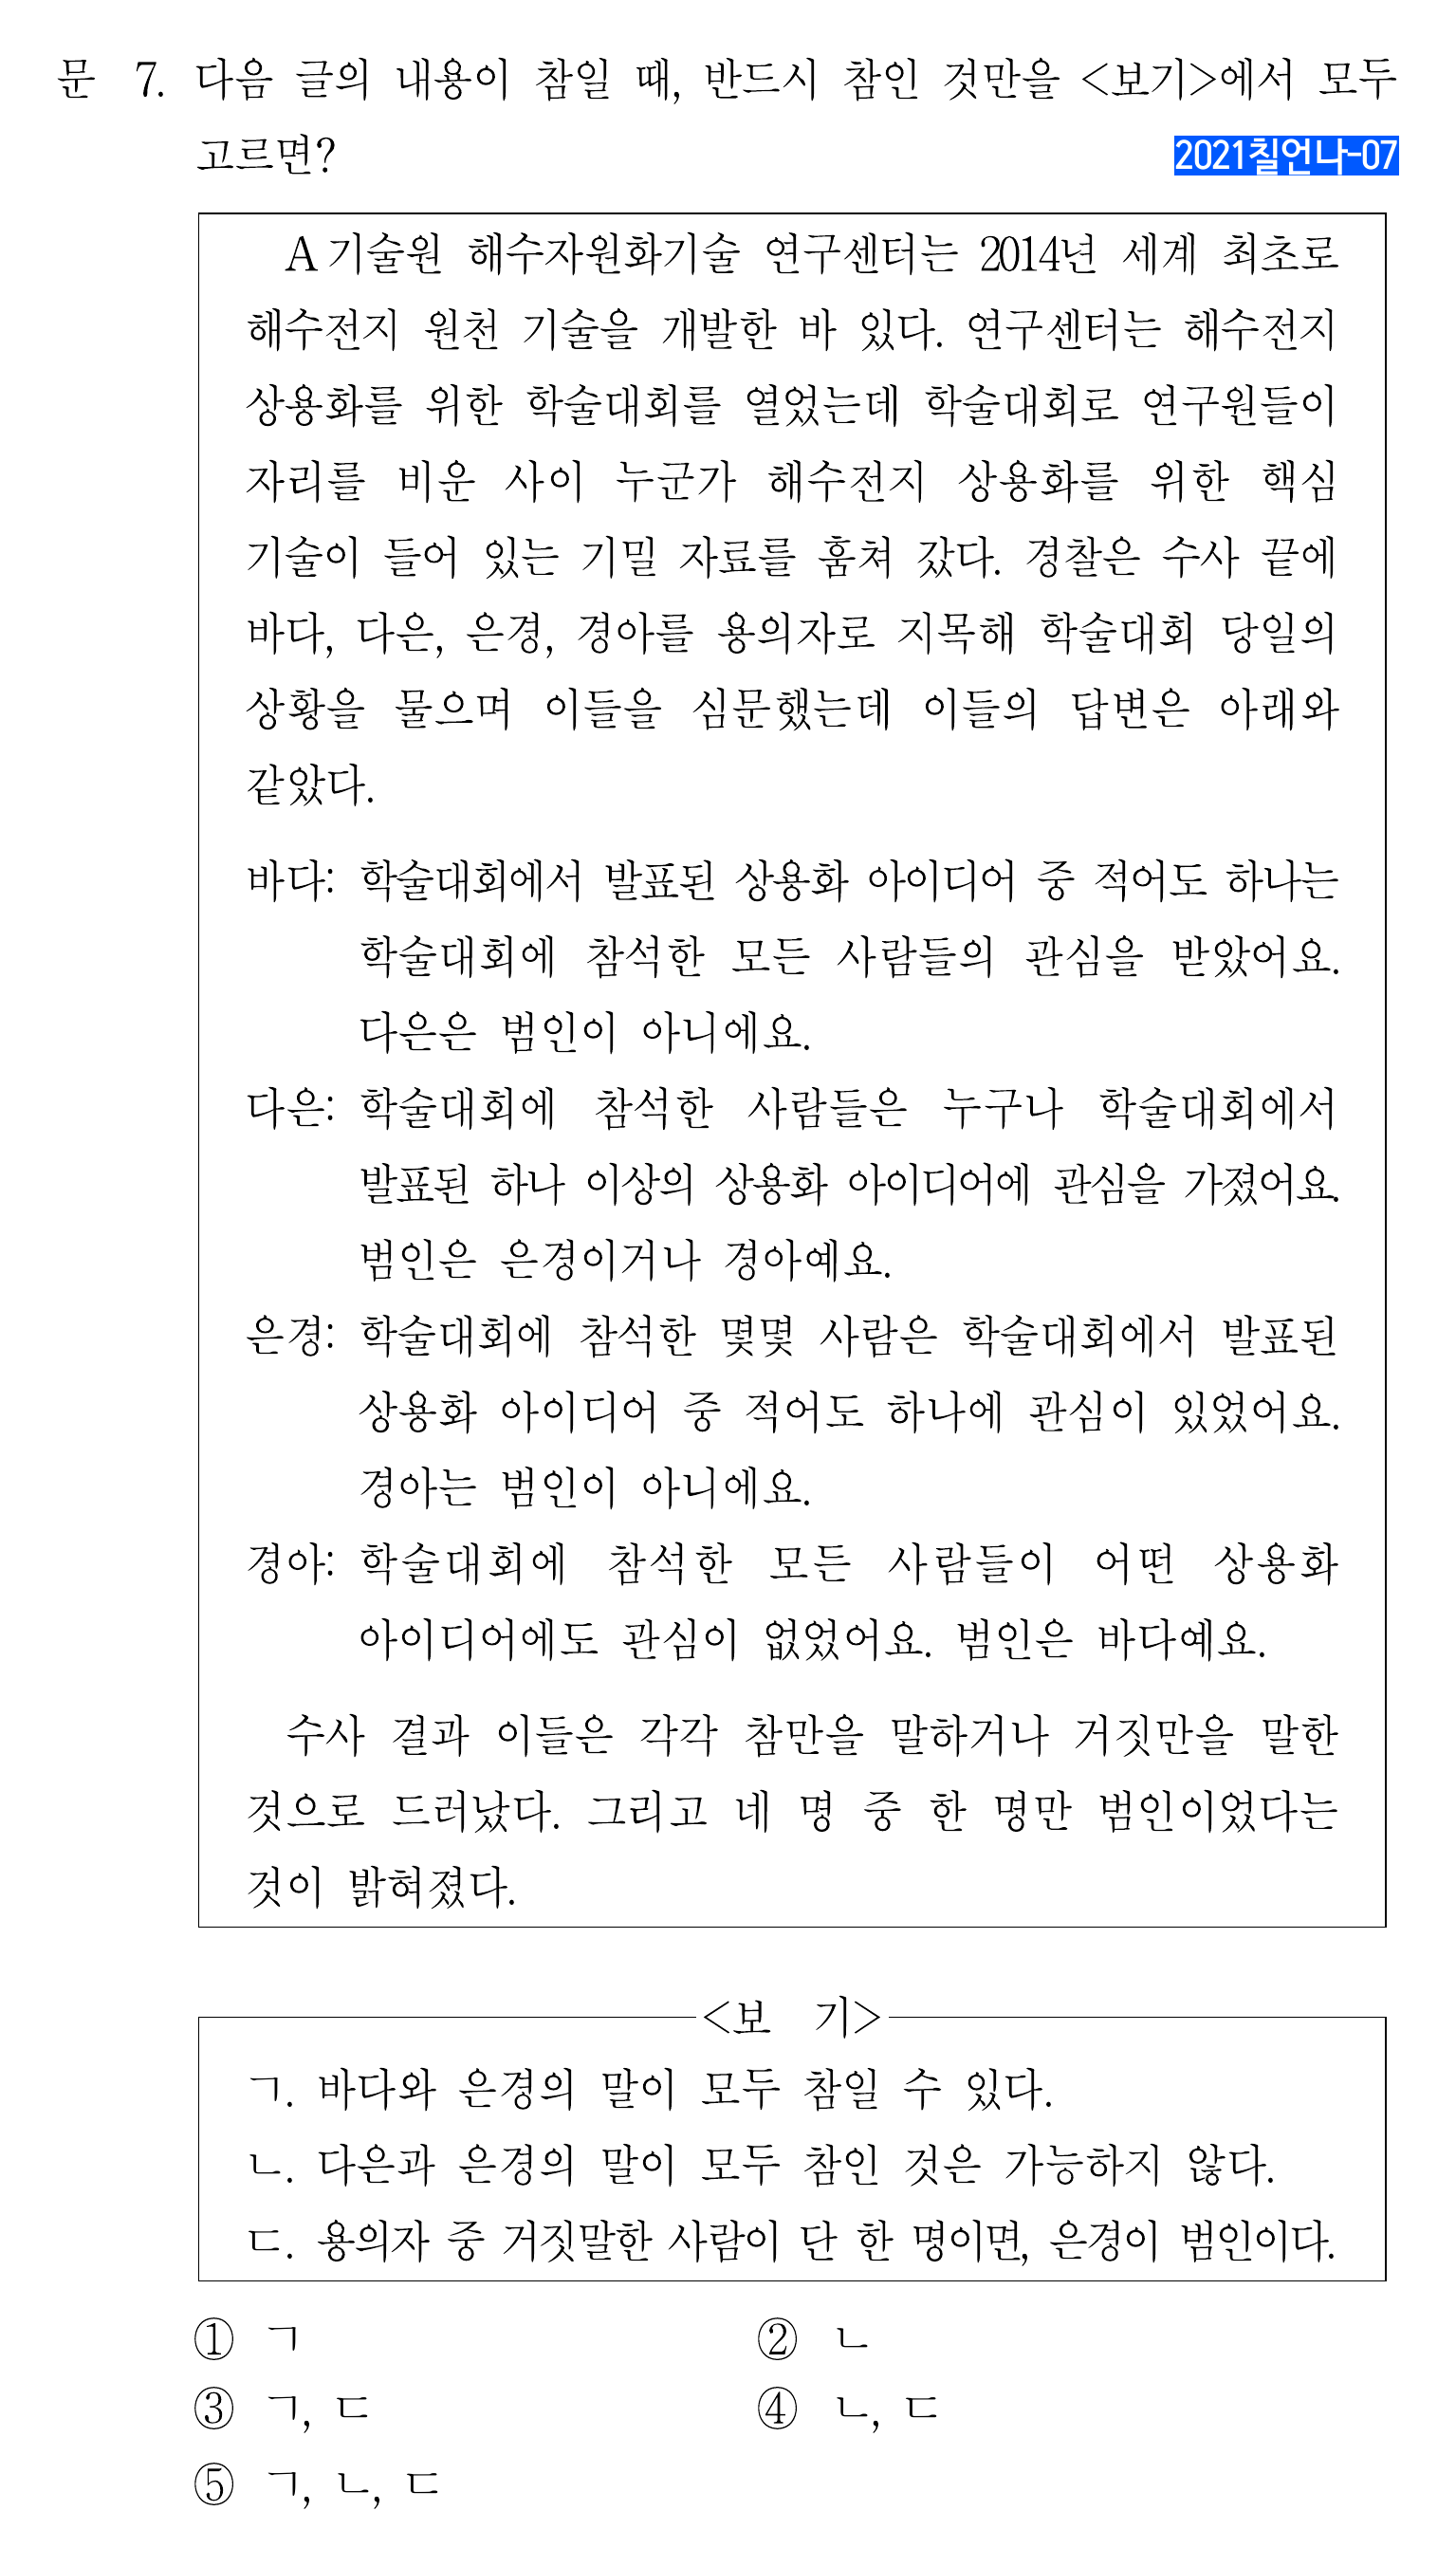 문 7. 다음 글의 내용이 참일 때, 반드시 참인 것만을 <보기>에서 모두
고르면?
2021칠언나-07
A기술원 해수자원화기술 연구센터는 2014년 세계 최초로
해수전지 원천 기술을 개발한 바 있다. 연구센터는 해수전지
상용화를 위한 학술대회를 열었는데 학술대회로 연구원들이
자리를 비운 사이 누군가 해수전지 상용화를 위한 핵심
기술이 들어 있는 기밀 자료를 훔쳐 갔다. 경찰은 수사 끝에
바다, 다은, 은경, 경아를 용의자로 지목해 학술대회 당일의
상황을 물으며 이들을 심문했는데 이들의 답변은 아래와
같았다.
바다: 학술대회에서 발표된 상용화 아이디어 중 적어도 하나는
학술대회에 참석한 모든 사람들의 관심을 받았어요.
다은은 범인이 아니에요.
다은: 학술대회에 참석한 사람들은 누구나 학술대회에서
발표된 하나 이상의 상용화 아이디어에 관심을 가졌어요.
범인은 은경이거나 경아예요.
은경: 학술대회에 참석한 몇몇 사람은 학술대회에서 발표된
상용화 아이디어 중 적어도 하나에 관심이 있었어요.
경아는 범인이 아니에요.
경아: 학술대회에 참석한 모든 사람들이 어떤 상용화
아이디어에도 관심이 없었어요. 범인은 바다예요.
수사 결과 이들은 각각 참만을 말하거나 거짓만을 말한
것으로 드러났다. 그리고 네 명 중 한 명만 범인이었다는
것이 밝혀졌다.
<보 기>
ㄱ. 바다와 은경의 말이 모두 참일 수 있다.
ㄴ. 다은과 은경의 말이 모두 참인 것은 가능하지 않다.
ㄷ. 용의자 중 거짓말한 사람이 단 한 명이면, 은경이 범인이다.
① ㄱ ② ㄴ
③ ㄱ, ㄷ ④ ㄴ, ㄷ
⑤ ㄱ, ㄴ, ㄷ